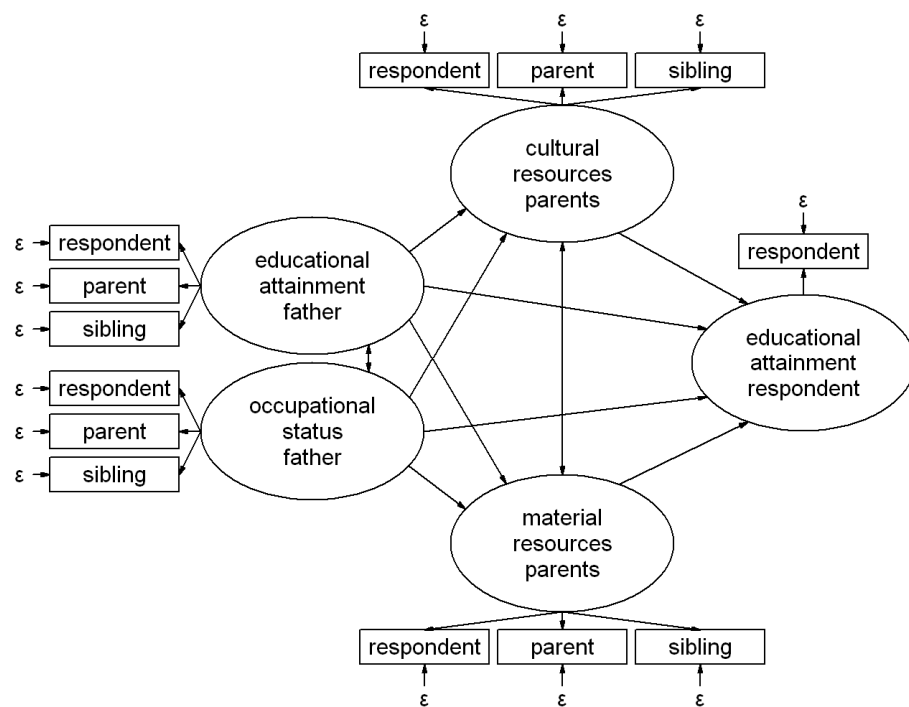 ε ε ε
respondent parent sibling
cultural
resources
parents
ε
respondent
ε respondent
ε parent
ε sibling
educational
attainment
father
ε respondent
ε parent
ε sibling
occupational
status
father
educational
attainment
respondent
material
resources
parents
respondent parent sibling
ε ε ε